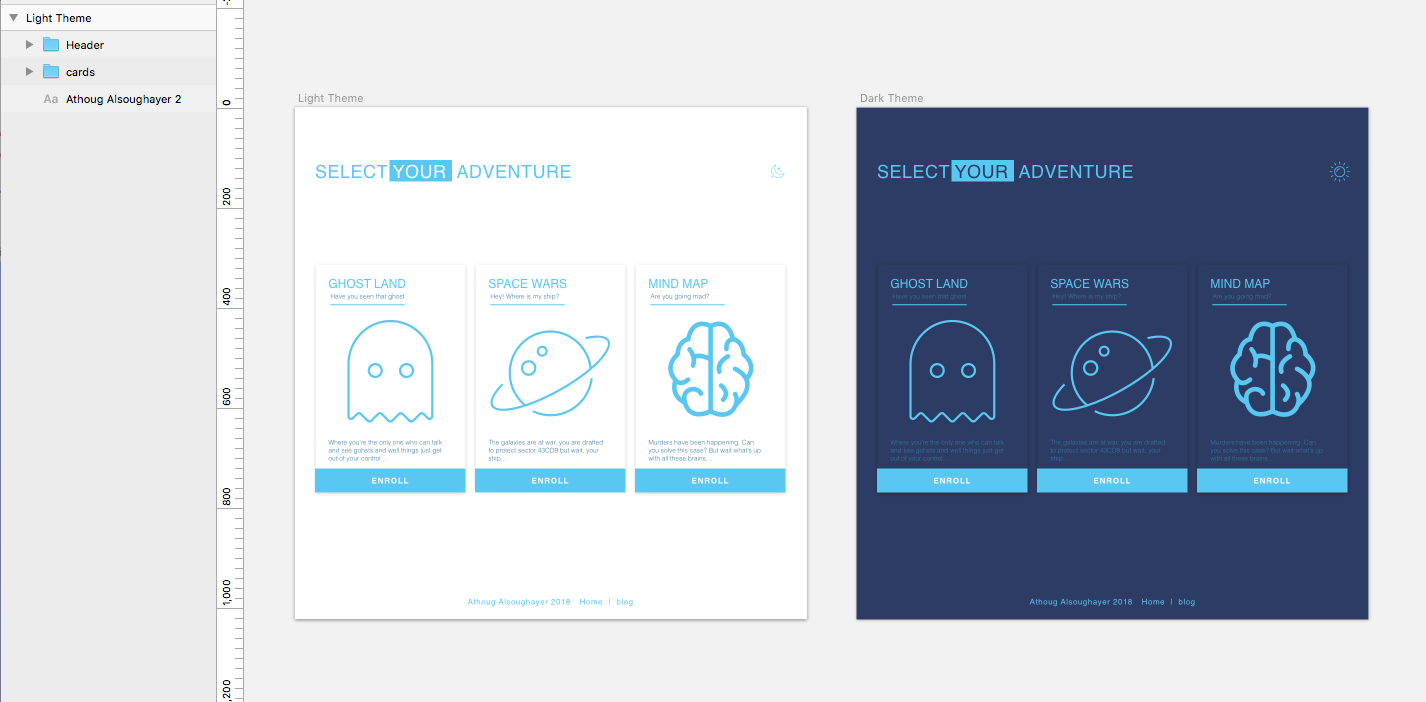 Light Theme
Header
cards
Aa Athoug Alsoughayer 2
0
200
400
600
800
1,000
,200
Light Theme
SELECT YOUR ADVENTURE
GHOST LAND
Have you seen that ghost
Where you're the only one who can talk
and see gohsts and well things just get
out of your control...
ENROLL
SPACE WARS
Hey! Where is my ship?
The galaxies are at war, you are drafted
to protect sector 43CD9 but wait, your
ship...
ENROLL
MIND MAP
Are you going mad?
Murders have been happening. Can
you solve this case? But wait what's up
with all these brains...
ENROLL
Athoug Alsoughayer 2018 Home | blog
Dark Theme
SELECT YOUR ADVENTURE
GHOST LAND
Have you seen that ghost
Where you're the only one who can talk
and see gohsts and well things just get
out of your control...
ENROLL
SPACE WARS
Hey! Where is my ship?
The galaxies are at war, you are drafted
to protect sector 43CD9 but wait, your
ship...
ENROLL
MIND MAP
Are you going mad?
Murders have been happening. Can
you solve this case? But wait what's up
with all these brains...
ENROLL
Athoug Alsoughayer 2018 Home | blog